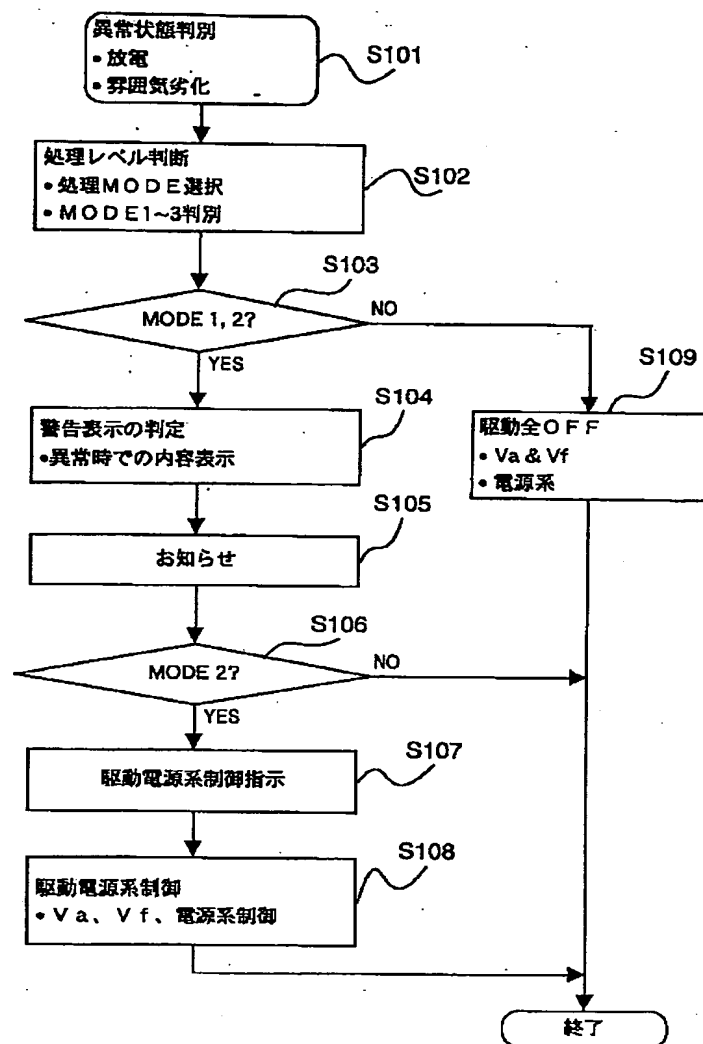 異常状態判別
• 放電
• 雰囲気劣化
S101
処理レベル判断
• 処理MODE選択
• MODE1~3判別
S102
S103
MODE 1, 2?
NO
YES
S104
警告表示の判定
•異常時での内容表示
S109
駆動全OFF
• Va & Vf
• 電源系
S105
お知らせ
S106
MODE 2?
NO
YES
S107
駆動電源系制御指示
S108
駆動電源系制御
• Va、Vf、電源系制御
終了